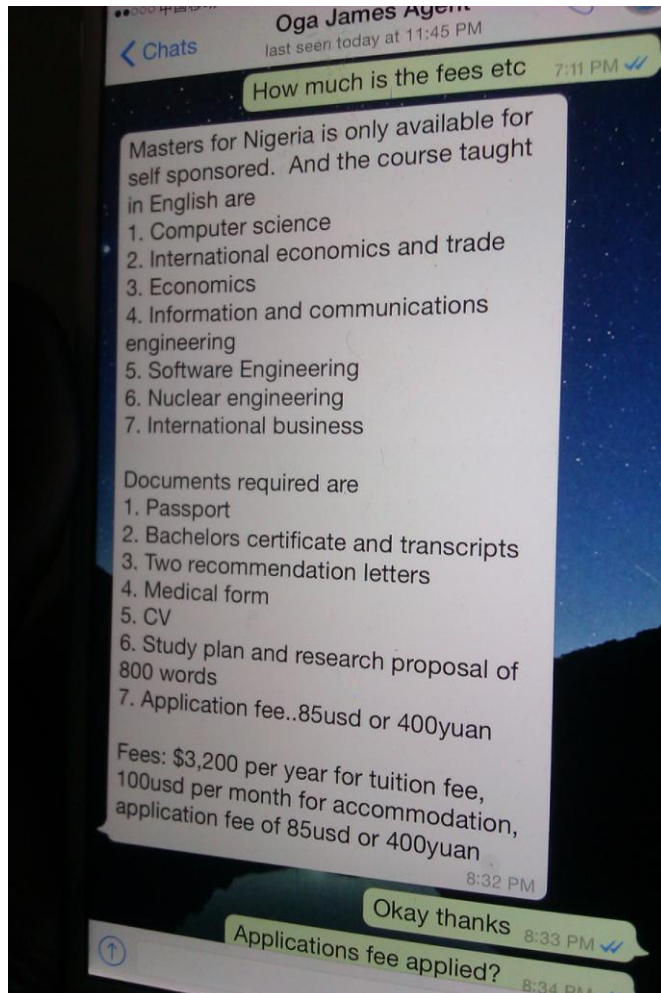 Oga James Agent
Chats
last seen today at 11:45 PM
How much is the fees etc 7:11 PM
Masters for Nigeria is only available for
self sponsored. And the course taught
in English are
1. Computer science
2. International economics and trade
3. Economics
4. Information and communications
engineering
5. Software Engineering
6. Nuclear engineering
7. International business
Documents required are
1. Passport
2. Bachelors certificate and transcripts
3. Two recommendation letters
4. Medical form
5. CV
6. Study plan and research proposal of
800 words
7. Application fee..85usd or 400yuan
Fees: $3,200 per year for tuition fee,
100usd per month for accommodation,
application fee of 85usd or 400yuan
8:32 PM
Okay thanks 8:33 PM
Applications fee applied? 8:34 PM